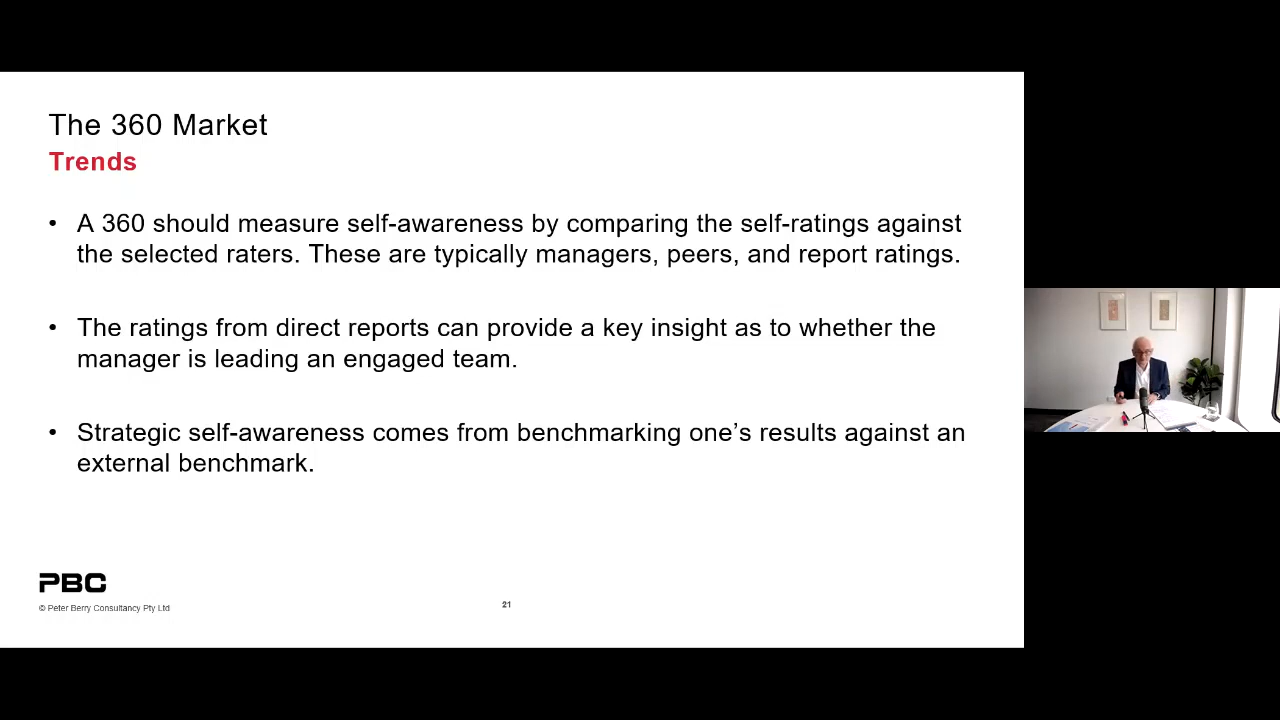 The 360 Market
Trends
• A 360 should measure self-awareness by comparing the self-ratings against
the selected raters. These are typically managers, peers, and report ratings.
• The ratings from direct reports can provide a key insight as to whether the
manager is leading an engaged team.
• Strategic self-awareness comes from benchmarking one’s results against an
external benchmark.
PBC
© Peter Berry Consultancy Pty Ltd
21